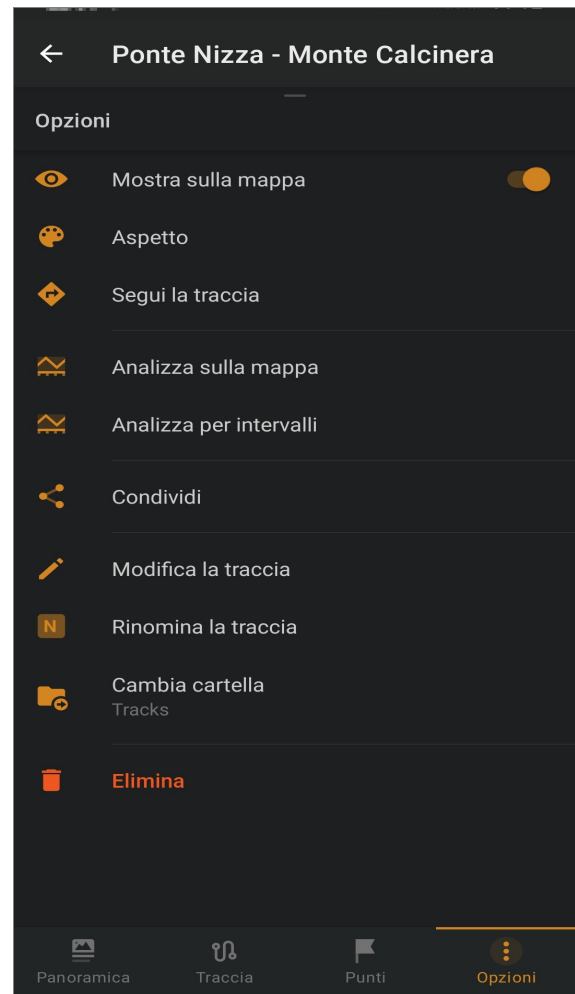 Ponte Nizza - Monte Calcinera
Opzioni
Mostra sulla mappa
Aspetto
Segui la traccia
Analizza sulla mappa
Analizza per intervalli
Condividi
Modifica la traccia
N Rinomina la traccia
Cambia cartella
Tracks
Elimina
Panoramica Traccia Punti Opzioni